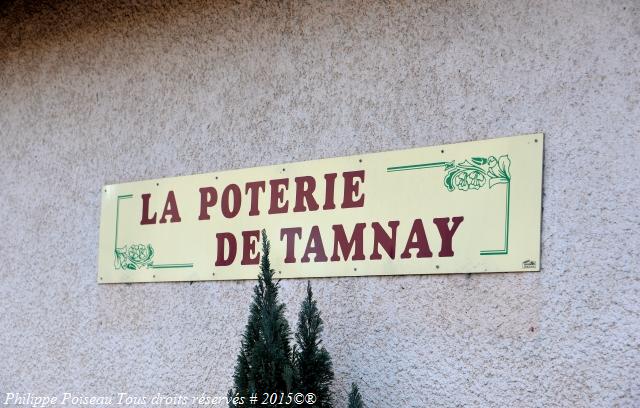 LA POTERIE
DE TAMNAY
Philippe Poiseau Tous droits réservés # 2015©®